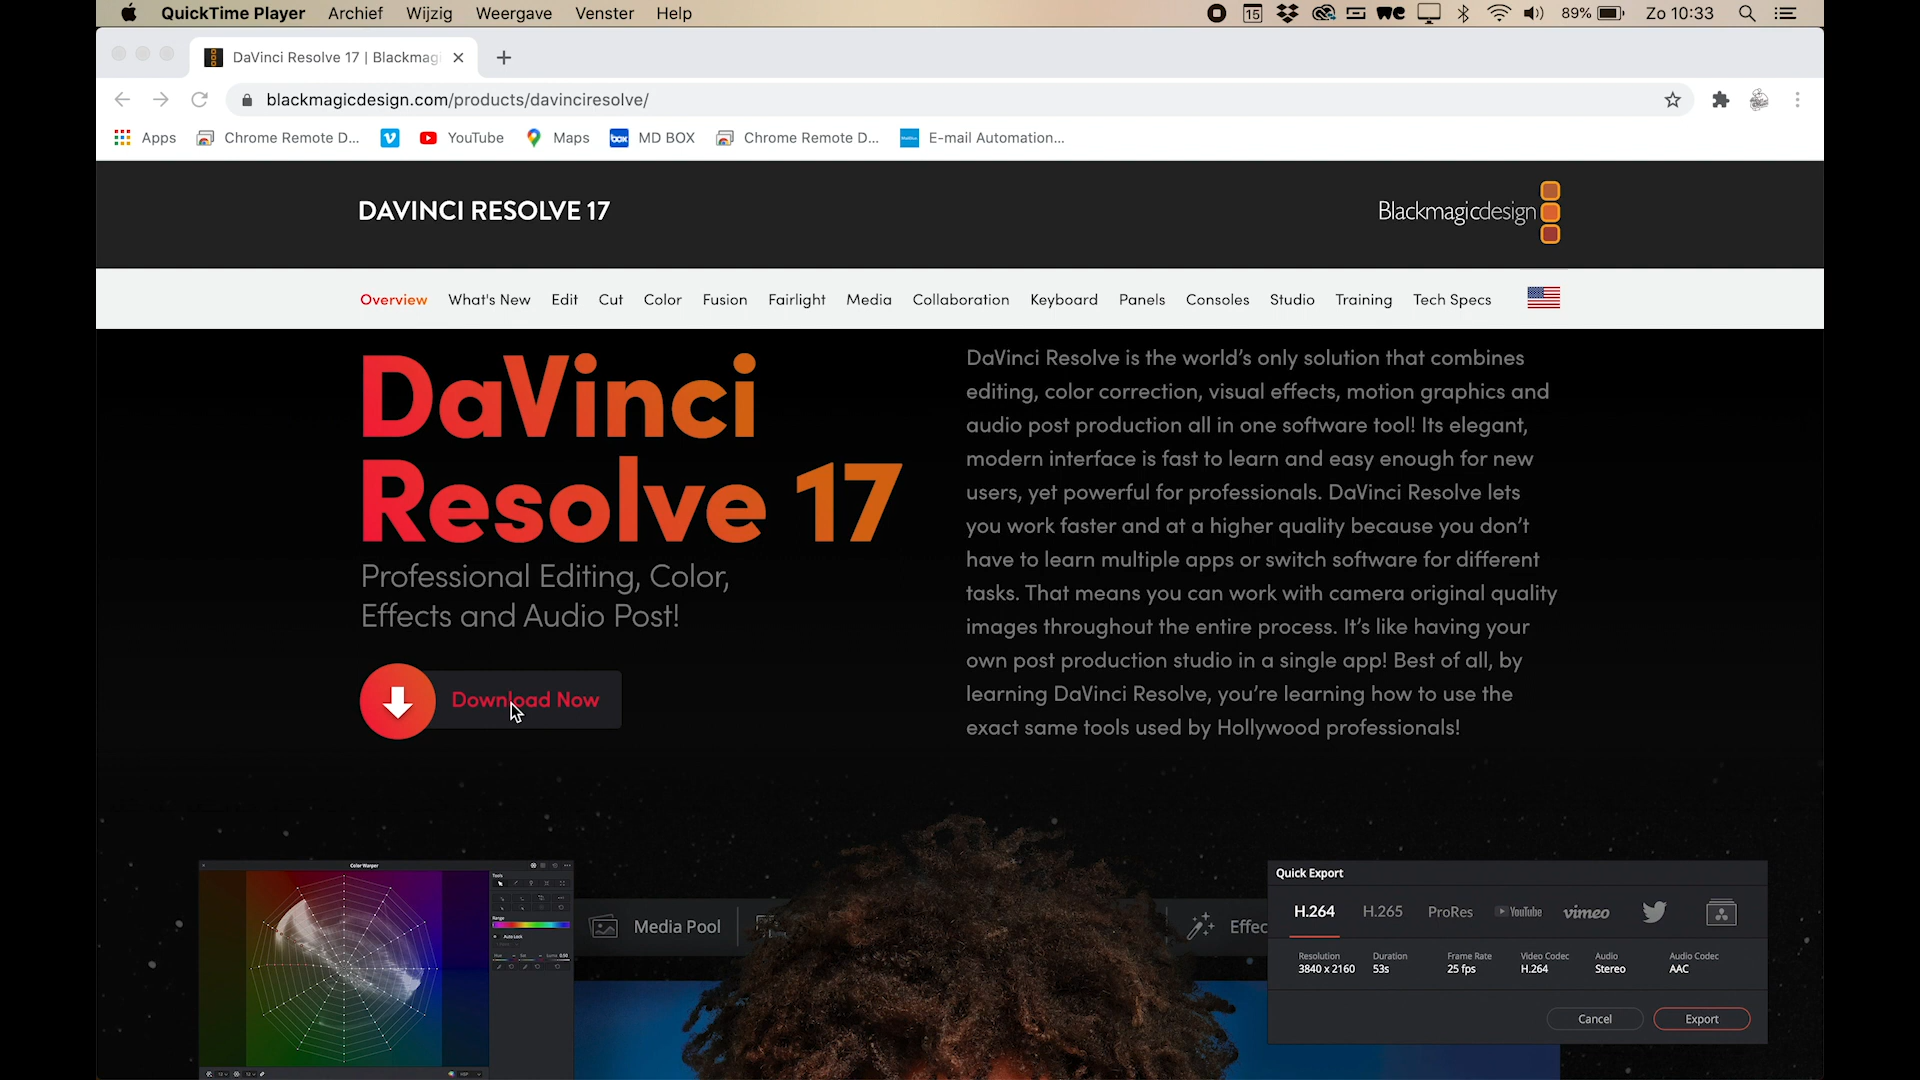 QuickTime Player Archief Wijzig Weergave Venster Help 15 89% Zo 10:33
DaVinci Resolve 17 | Blackmagi
blackmagicdesign.com/products/davinciresolve/
Apps Chrome Remote D... YouTube Maps box MD BOX Chrome Remote D... E-mail Automation...
DAVINCI RESOLVE 17
Blackmagicdesign
Overview What's New Edit Cut Color Fusion Fairlight Media Collaboration Keyboard Panels Consoles Studio Training Tech Specs
DaVinci
Resolve 17
Professional Editing, Color,
Effects and Audio Post!
Download Now
DaVinci Resolve is the world's only solution that combines
editing, color correction, visual effects, motion graphics and
audio post production all in one software tool! Its elegant,
modern interface is fast to learn and easy enough for new
users, yet powerful for professionals. DaVinci Resolve lets
you work faster and at a higher quality because you don't
have to learn multiple apps or switch software for different
tasks. That means you can work with camera original quality
images throughout the entire process. It's like having your
own post production studio in a single app! Best of all, by
learning DaVinci Resolve, you're learning how to use the
exact same tools used by Hollywood professionals!
Color Warper
Tools
Range
Auto Lock
Media Pool
Effec
Quick Export
H.264 H.265 ProRes YouTube vimeo
Resolution Duration Frame Rate Video Codec Audio Audio Codec
3840 x 2160 53s 25 fps H.264 Stereo AAC
Cancel Export